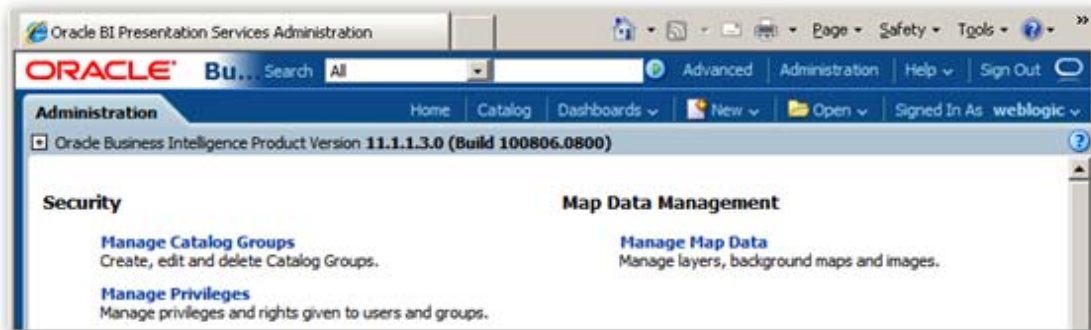 Oracle BI Presentation Services Administration Page Safety Tools »
ORACLE Bu... Search All Advanced Administration Help Sign Out
Administration Home Catalog Dashboards New Open Signed In As weblogic
Oracle Business Intelligence Product Version 11.1.1.3.0 (Build 100806.0800)
Security
Manage Catalog Groups
Create, edit and delete Catalog Groups.
Manage Privileges
Manage privileges and rights given to users and groups.
Map Data Management
Manage Map Data
Manage layers, background maps and images.